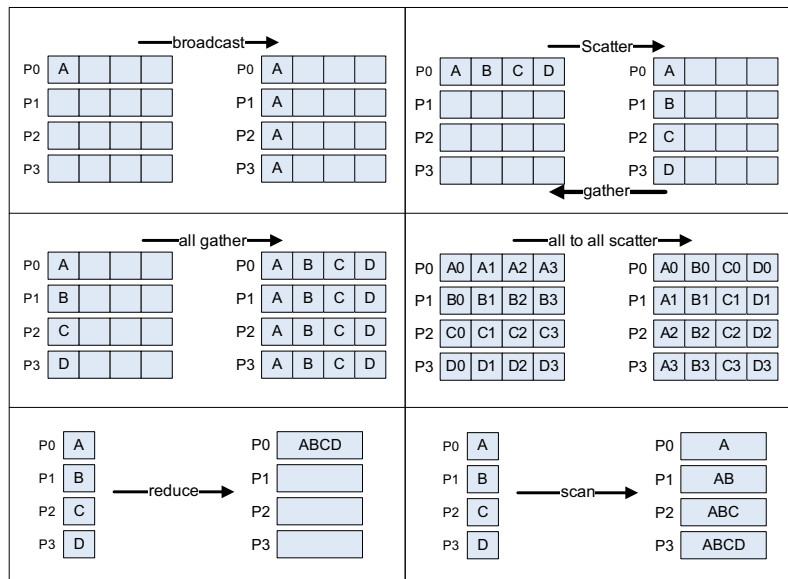 broadcast
P0 A P0 A
P1 P1 A
P2 P2 A
P3 P3 A
Scatter
P0 A B C D P0 A
P1 P1 B
P2 P2 C
P3 P3 D
gather
all gather
P0 A P0 A B C D
P1 B P1 A B C D
P2 C P2 A B C D
P3 D P3 A B C D
all to all scatter
P0 A0 A1 A2 A3 P0 A0 B0 C0 D0
P1 B0 B1 B2 B3 P1 A1 B1 C1 D1
P2 C0 C1 C2 C3 P2 A2 B2 C2 D2
P3 D0 D1 D2 D3 P3 A3 B3 C3 D3
P0 A P0 ABCD
P1 B P1
reduce
P2 C P2
P3 D P3
P0 A P0 A
P1 B P1 AB
scan
P2 C P2 ABC
P3 D P3 ABCD